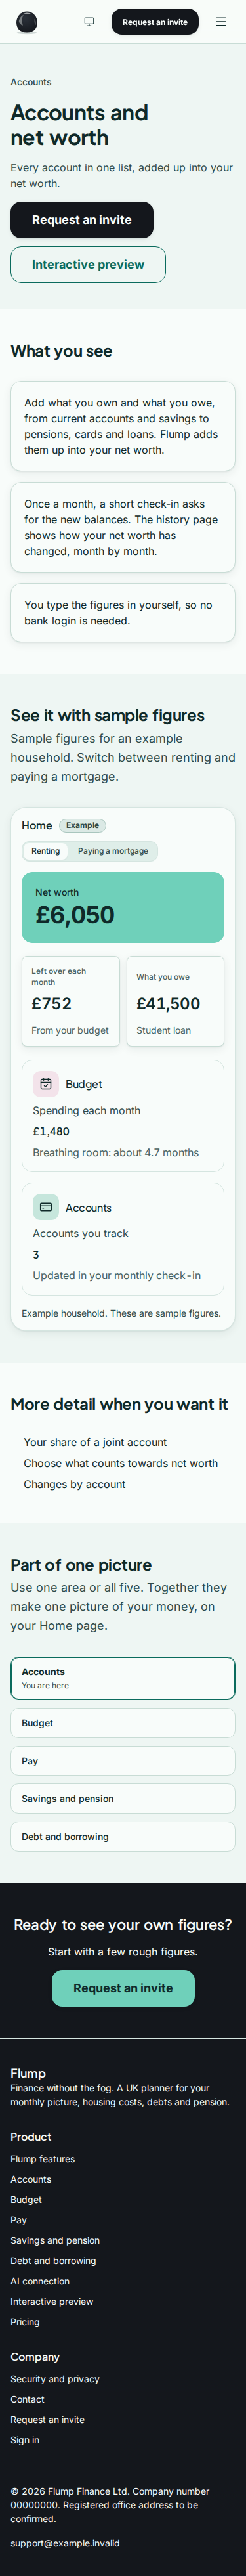 Request an invite
Accounts
Accounts and
net worth
Every account in one list, added up into your
net worth.
Request an invite
Interactive preview
What you see
Add what you own and what you owe,
from current accounts and savings to
pensions, cards and loans. Flump adds
them up into your net worth.
Once a month, a short check-in asks
for the new balances. The history page
shows how your net worth has
changed, month by month.
You type the figures in yourself, so no
bank login is needed.
See it with sample figures
Sample figures for an example
household. Switch between renting and
paying a mortgage.
Home Example
Renting Paying a mortgage
Net worth
£6,050
Left over each
month
£752
From your budget
What you owe
£41,500
Student loan
Budget
Spending each month
£1,480
Breathing room: about 4.7 months
Accounts
Accounts you track
3
Updated in your monthly check-in
Example household. These are sample figures.
More detail when you want it
Your share of a joint account
Choose what counts towards net worth
Changes by account
Part of one picture
Use one area or all five. Together they
make one picture of your money, on
your Home page.
Accounts
You are here
Budget
Pay
Savings and pension
Debt and borrowing
Ready to see your own figures?
Start with a few rough figures.
Request an invite
Flump
Finance without the fog. A UK planner for your
monthly picture, housing costs, debts and pension.
Product
Flump features
Accounts
Budget
Pay
Savings and pension
Debt and borrowing
AI connection
Interactive preview
Pricing
Company
Security and privacy
Contact
Request an invite
Sign in
© 2026 Flump Finance Ltd. Company number
00000000. Registered office address to be
confirmed.
support@example.invalid